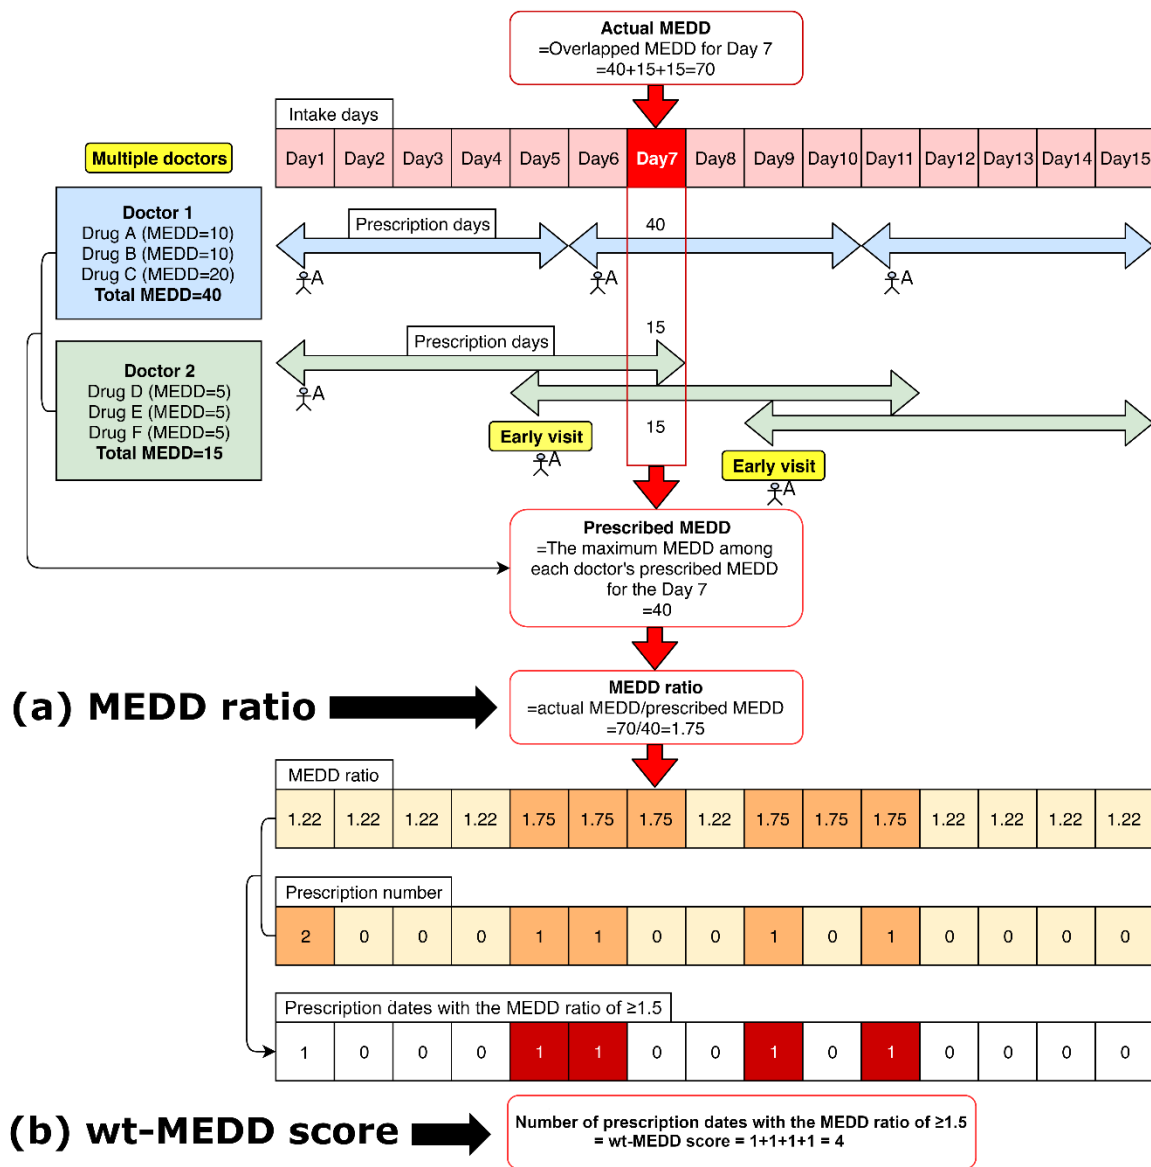 Actual MEDD
=Overlapped MEDD for Day 7
=40+15+15=70
Intake days
Day1 Day2 Day3 Day4 Day5 Day6 Day7 Day8 Day9 Day10 Day11 Day12 Day13 Day14 Day15
Multiple doctors
Doctor 1
Drug A (MEDD=10)
Drug B (MEDD=10)
Drug C (MEDD=20)
Total MEDD=40
Prescription days
40
A A A
Doctor 2
Drug D (MEDD=5)
Drug E (MEDD=5)
Drug F (MEDD=5)
Total MEDD=15
15
Prescription days
A
15
Early visit
A
Early visit
A
Prescribed MEDD
=The maximum MEDD among
each doctor's prescribed MEDD
for the Day 7
=40
(a) MEDD ratio
MEDD ratio
=actual MEDD/prescribed MEDD
=70/40=1.75
MEDD ratio
1.22 1.22 1.22 1.22 1.75 1.75 1.75 1.22 1.75 1.75 1.75 1.22 1.22 1.22 1.22
Prescription number
2 0 0 0 1 1 0 0 1 0 1 0 0 0 0
Prescription dates with the MEDD ratio of ≥1.5
1 0 0 0 1 1 0 0 1 0 1 0 0 0 0
(b) wt-MEDD score
Number of prescription dates with the MEDD ratio of ≥1.5
= wt-MEDD score = 1+1+1+1 = 4